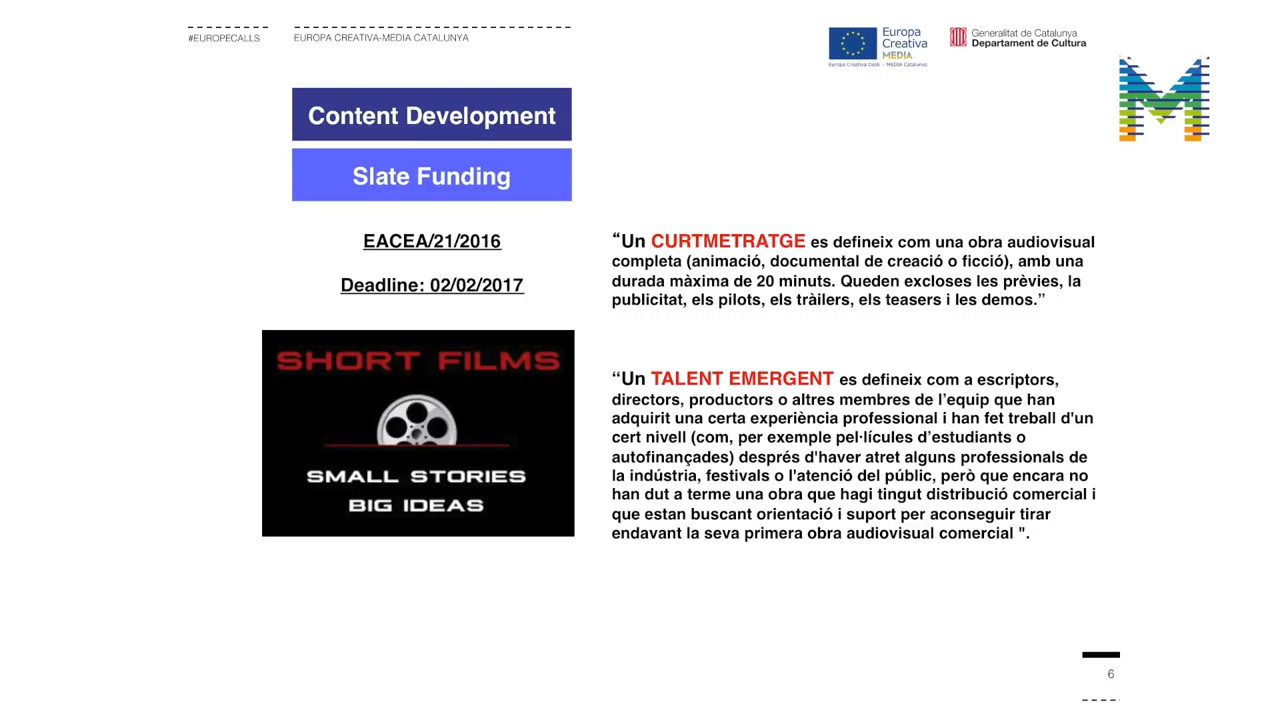 #EUROPECALLS
EUROPA CREATIVA-MEDIA CATALUNYA
Europa
Creativa
MEDIA
Europa Creativa Desk - MEDIA Catalunya
Generalitat de Catalunya
Departament de Cultura
Content Development
Slate Funding
EACEA/21/2016
Deadline: 02/02/2017
SHORT FILMS
SMALL STORIES
BIG IDEAS
“Un CURTMETRATGE es defineix com una obra audiovisual
completa (animació, documental de creació o ficció), amb una
durada màxima de 20 minuts. Queden excloses les prèvies, la
publicitat, els pilots, els tràilers, els teasers i les demos.”
“Un TALENT EMERGENT es defineix com a escriptors,
directors, productors o altres membres de l’equip que han
adquirit una certa experiència professional i han fet treball d'un
cert nivell (com, per exemple pel·lícules d’estudiants o
autofinançades) després d'haver atret alguns professionals de
la indústria, festivals o l'atenció del públic, però que encara no
han dut a terme una obra que hagi tingut distribució comercial i
que estan buscant orientació i suport per aconseguir tirar
endavant la seva primera obra audiovisual comercial ".
6